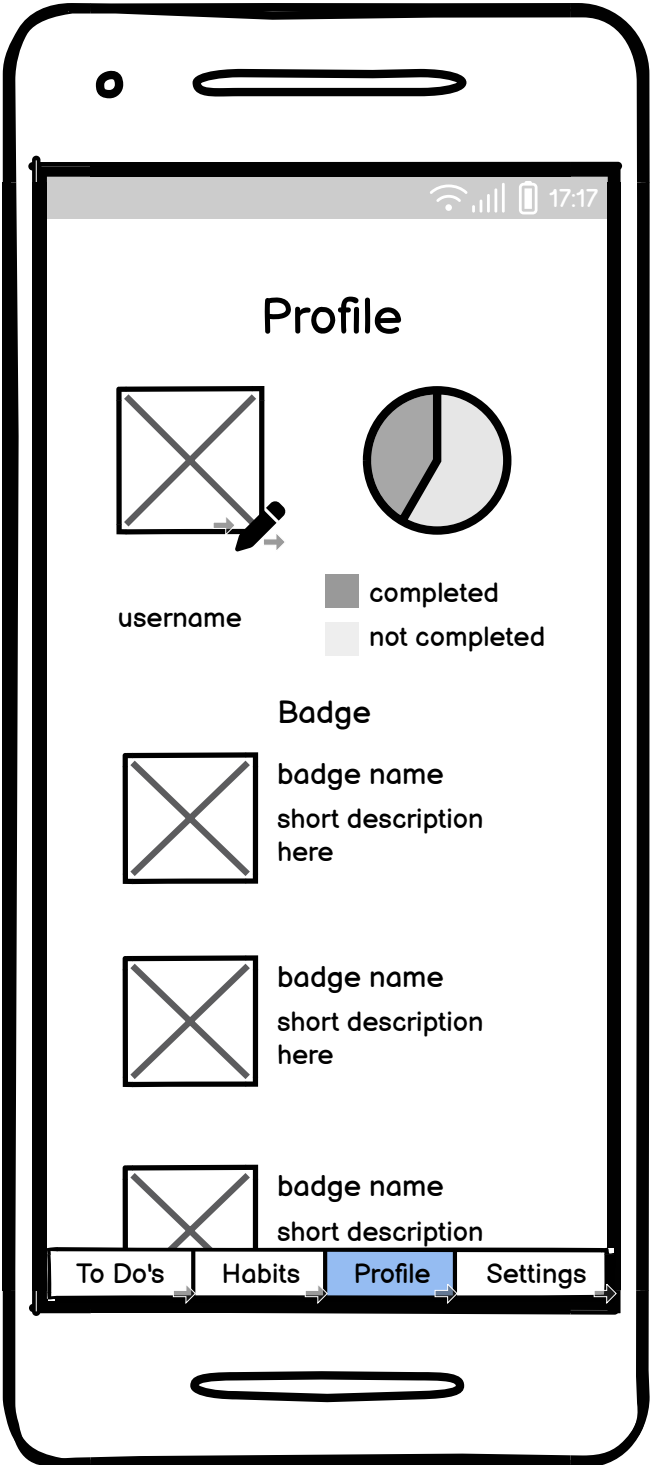 17:17
Profile
username
completed
not completed
Badge
badge name
short description
here
badge name
short description
here
badge name
short description
To Do's
Habits
Profile
Settings